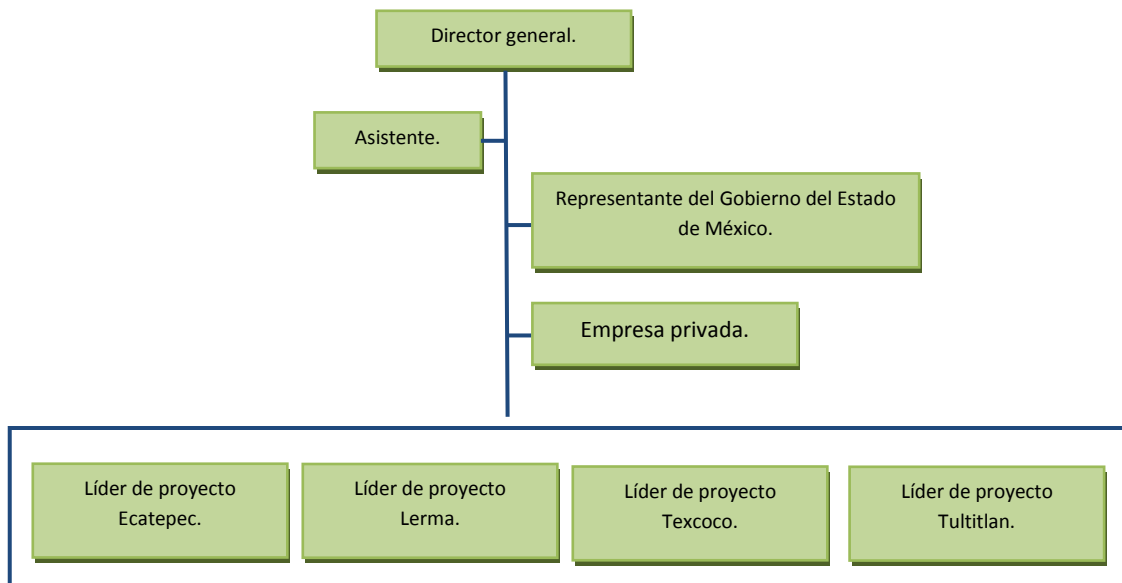 Director general.
Asistente.
Representante del Gobierno del Estado
de México.
Empresa privada.
Líder de proyecto
Ecatepec.
Líder de proyecto
Lerma.
Líder de proyecto
Texcoco.
Líder de proyecto
Tultitlan.